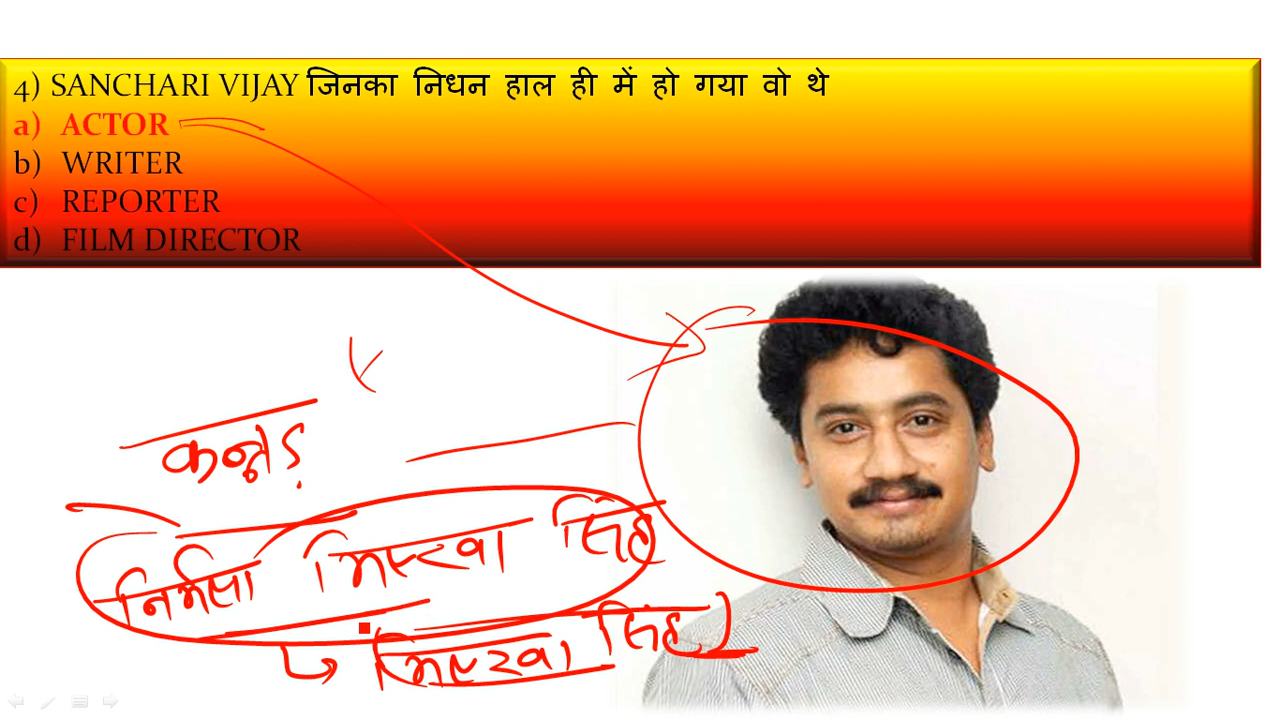 4) SANCHARI VIJAY जिनका निधन हाल ही में हो गया वो थे
a) ACTOR
b) WRITER
c) REPORTER
d) FILM DIRECTOR
कन्नड़
सिंह
सिंह